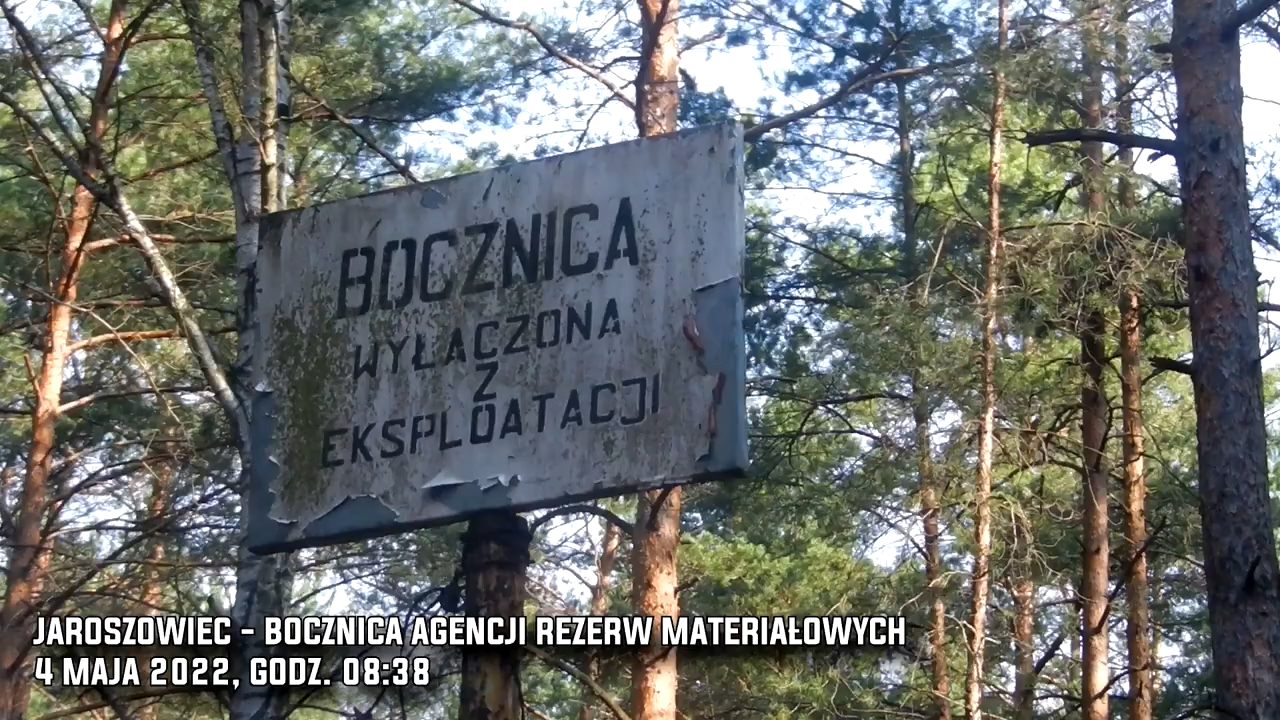 BOCZNICA
WYŁACZONA
Z
EKSPLOATACJI
JAROSZOWIEC - BOCZNICA AGENCJI REZERW MATERIAŁOWYCH
4 MAJA 2022, GODZ. 08:38